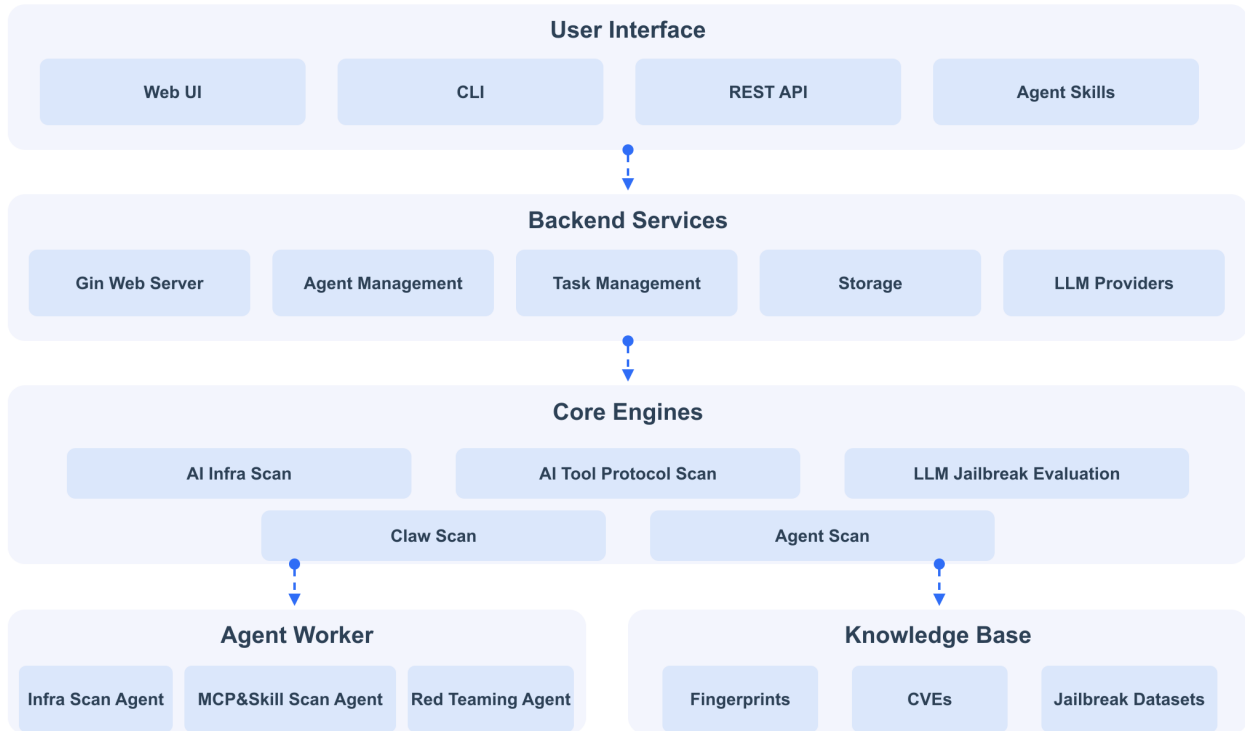 User Interface
Web UI
CLI
REST API
Agent Skills
Backend Services
Gin Web Server
Agent Management
Task Management
Storage
LLM Providers
Core Engines
AI Infra Scan
AI Tool Protocol Scan
LLM Jailbreak Evaluation
Claw Scan
Agent Scan
Agent Worker
Infra Scan Agent
MCP&Skill Scan Agent
Red Teaming Agent
Knowledge Base
Fingerprints
CVEs
Jailbreak Datasets